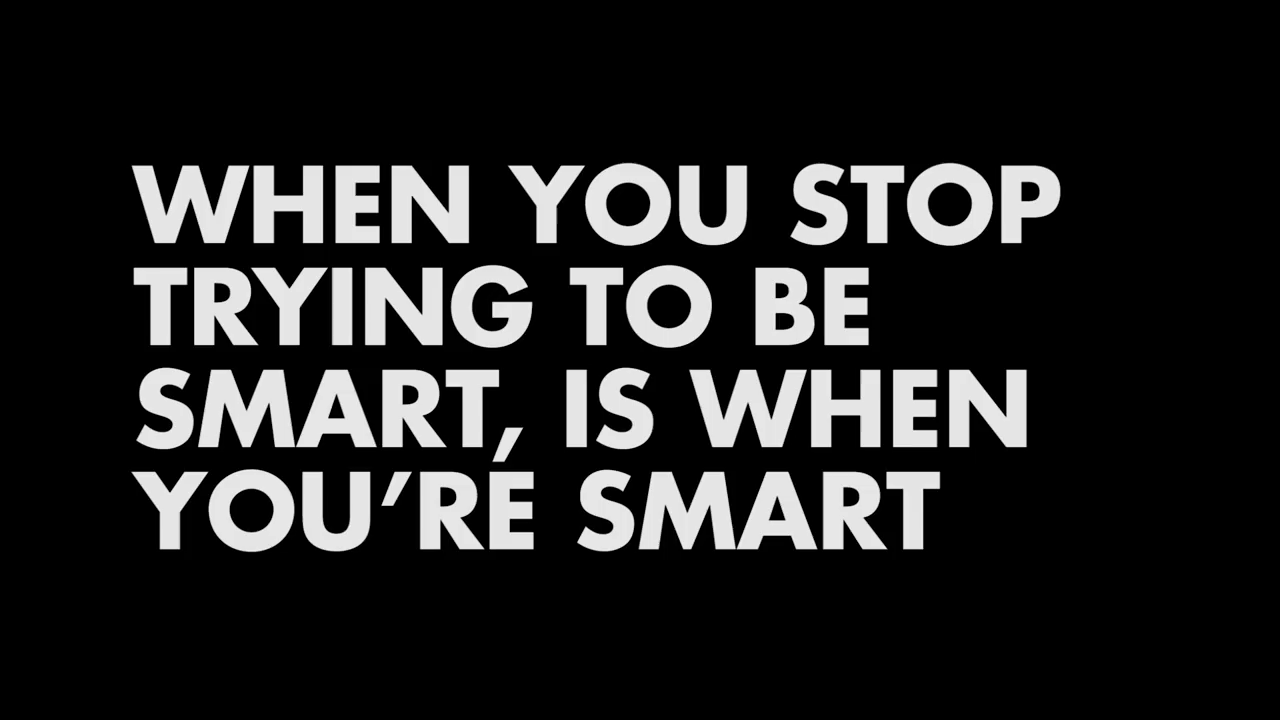 WHEN YOU STOP
TRYING TO BE
SMART, IS WHEN
YOU’RE SMART